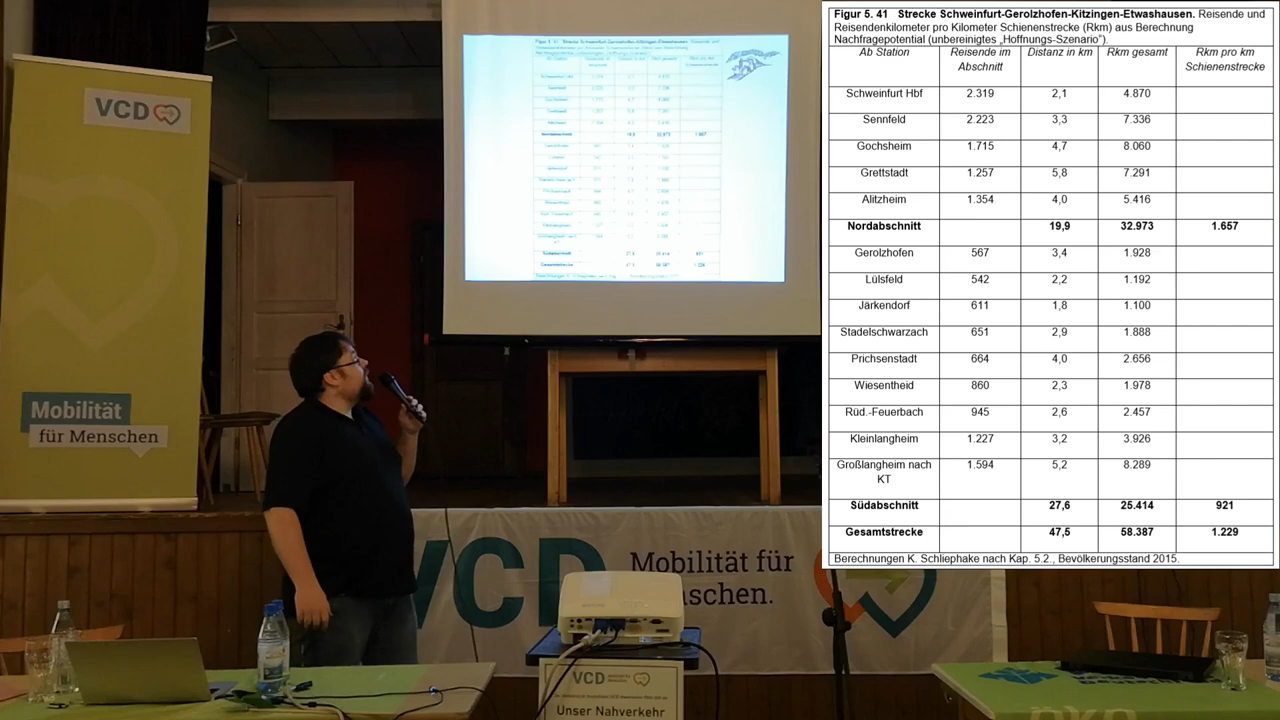 VCD
Mobilität
für Menschen
Figur 5. 41 Strecke Schweinfurt-Gerolzhofen-Kitzingen-Etwashausen. Reisende und
Reisendenkilometer pro Kilometer Schienenstrecke (Rkm) aus Berechnung
Nachfragepotential (unbereinigtes „Hoffnungs-Szenario").
Ab Station Reisende im Abschnitt Distanz in km Rkm gesamt Rkm pro km Schienenstrecke
Schweinfurt Hbf 2.319 2,1 4.870
Sennfeld 2.223 3,3 7.336
Gochsheim 1.715 4,7 8.060
Grettstadt 1.257 5,8 7.291
Alitzheim 1.354 4,0 5.416
Nordabschnitt 19,9 32.973 1.657
Gerolzhofen 567 3,4 1.928
Lülsfeld 542 2,2 1.192
Järkendorf 611 1,8 1.100
Stadelschwarzach 651 2,9 1.888
Prichsenstadt 664 4,0 2.656
Wiesentheid 860 2,3 1.978
Rüd.-Feuerbach 945 2,6 2.457
Kleinlangheim 1.227 3,2 3.926
Großlangheim nach KT 1.594 5,2 8.289
Südabschnitt 27,6 25.414 921
Gesamtstrecke 47,5 58.387 1.229
Berechnungen K. Schliephake nach Kap. 5.2., Bevölkerungsstand 2015.
VCD
Mobilität für
nschen.
VCD
Unser Nahverkehr